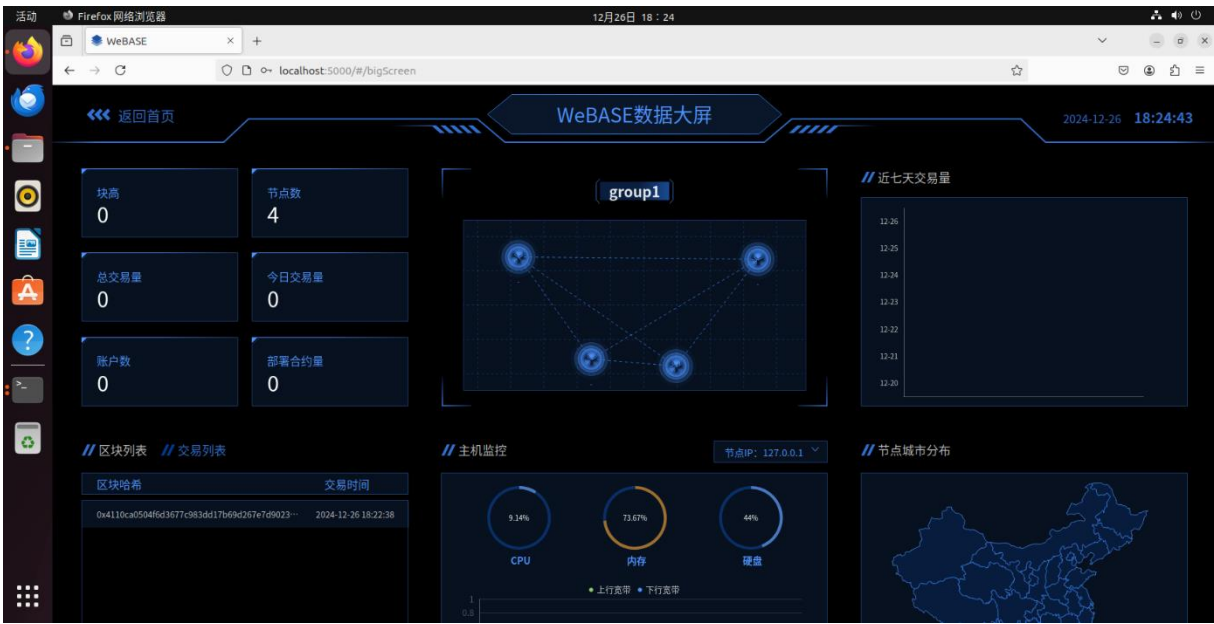 活动 Firefox 网络浏览器 12月26日 18：24
WeBASE
localhost:5000/#/bigScreen
返回首页
WeBASE数据大屏
2024-12-26 18:24:43
块高
0
节点数
4
总交易量
0
今日交易量
0
账户数
0
部署合约量
0
group1
近七天交易量
12-26
12-25
12-24
12-23
12-22
12-21
12-20
区块列表 交易列表
区块哈希 交易时间
0x4110ca0504f6d3677c983dd17b69d267e7d9023… 2024-12-26 18:22:38
主机监控
节点IP: 127.0.0.1
9.14%
CPU
73.67%
内存
44%
硬盘
上行宽带 下行宽带
1
0.8
节点城市分布